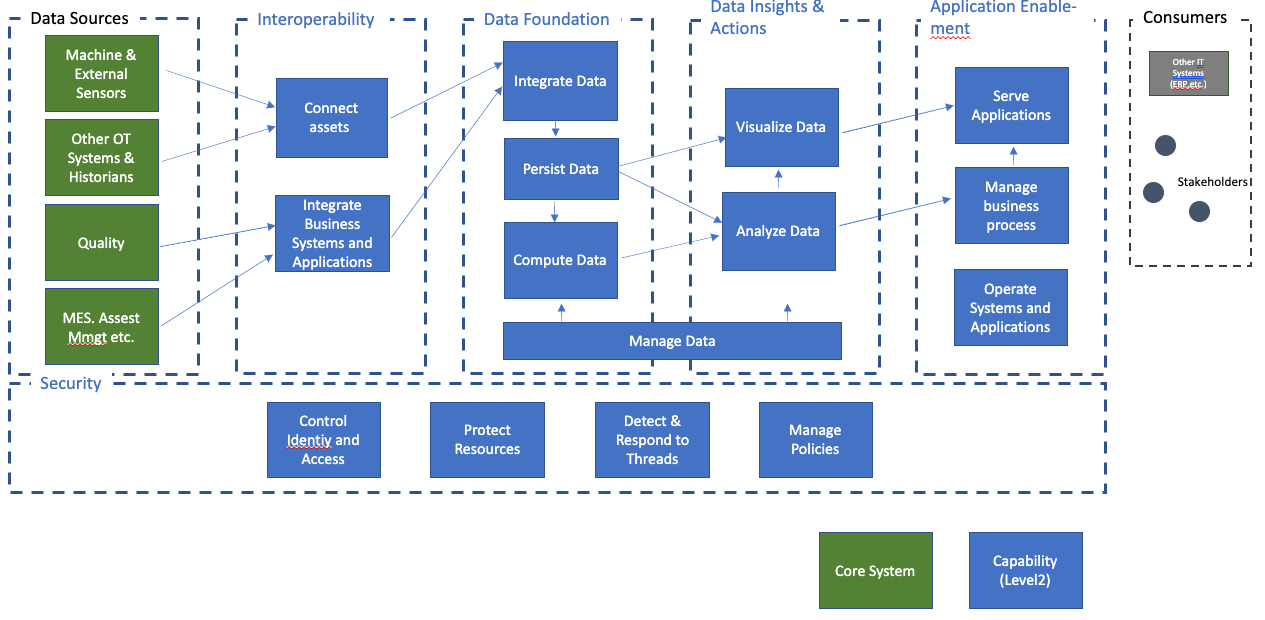 Data Sources
Machine &
External
Sensors
Other OT
Systems &
Historians
Quality
MES. Assest
Mmgt etc.
Interoperability
Connect
assets
Integrate
Business
Systems and
Applications
Data Foundation
Integrate Data
Persist Data
Compute Data
Manage Data
Data Insights &
Actions
Visualize Data
Analyze Data
Application Enable-
ment
Serve
Applications
Manage
business
process
Operate
Systems and
Applications
Consumers
Other IT
Systems
(ERP,etc.)
Stakeholders
Security
Control
Identiy and
Access
Protect
Resources
Detect &
Respond to
Threads
Manage
Policies
Core System
Capability
(Level2)